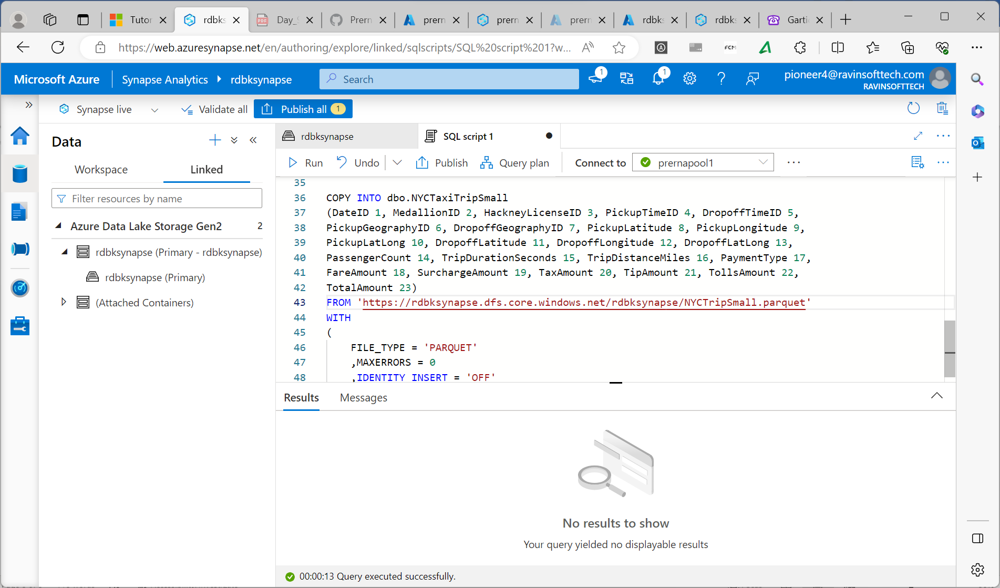 Tutor
rdbks
Day_S
Prern
prern
prern
prern
rdbks
rdbks
Garti
https://web.azuresynapse.net/en/authoring/explore/linked/sqlscripts/SQL%20script%201?w...
FCM
Microsoft Azure
Synapse Analytics
rdbksynapse
Search
1
1
pioneer4@ravinsofttech.com
RAVINSOFTTECH
Synapse live
Validate all
Publish all 1
Data
Workspace
Linked
Filter resources by name
Azure Data Lake Storage Gen2 2
rdbksynapse (Primary - rdbksynapse)
rdbksynapse (Primary)
(Attached Containers)
rdbksynapse
SQL script 1
Run
Undo
Publish
Query plan
Connect to
prernapool1
35
36 COPY INTO dbo.NYCTaxiTripSmall
37 (DateID 1, MedallionID 2, HackneyLicenseID 3, PickupTimeID 4, DropoffTimeID 5,
38 PickupGeographyID 6, DropoffGeographyID 7, PickupLatitude 8, PickupLongitude 9,
39 PickupLatLong 10, DropoffLatitude 11, DropoffLongitude 12, DropoffLatLong 13,
40 PassengerCount 14, TripDurationSeconds 15, TripDistanceMiles 16, PaymentType 17,
41 FareAmount 18, SurchargeAmount 19, TaxAmount 20, TipAmount 21, TollsAmount 22,
42 TotalAmount 23)
43 FROM 'https://rdbksynapse.dfs.core.windows.net/rdbksynapse/NYCTripSmall.parquet'
44 WITH
45 (
46 FILE_TYPE = 'PARQUET'
47 ,MAXERRORS = 0
48 ,IDENTITY_INSERT = 'OFF'
Results
Messages
No results to show
Your query yielded no displayable results
00:00:13 Query executed successfully.